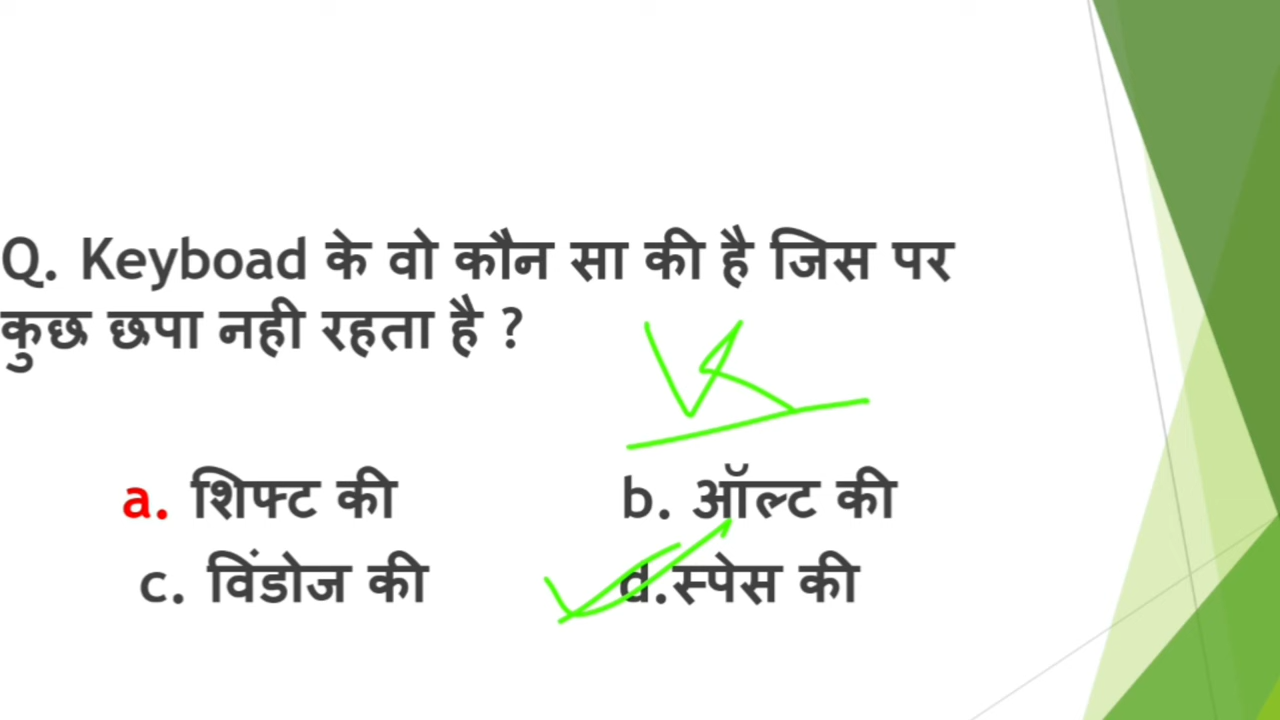 Q. Keyboad के वो कौन सा की है जिस पर
कुछ छपा नही रहता है ?
a. शिफ्ट की b. ऑल्ट की
c. विंडोज की d.स्पेस की